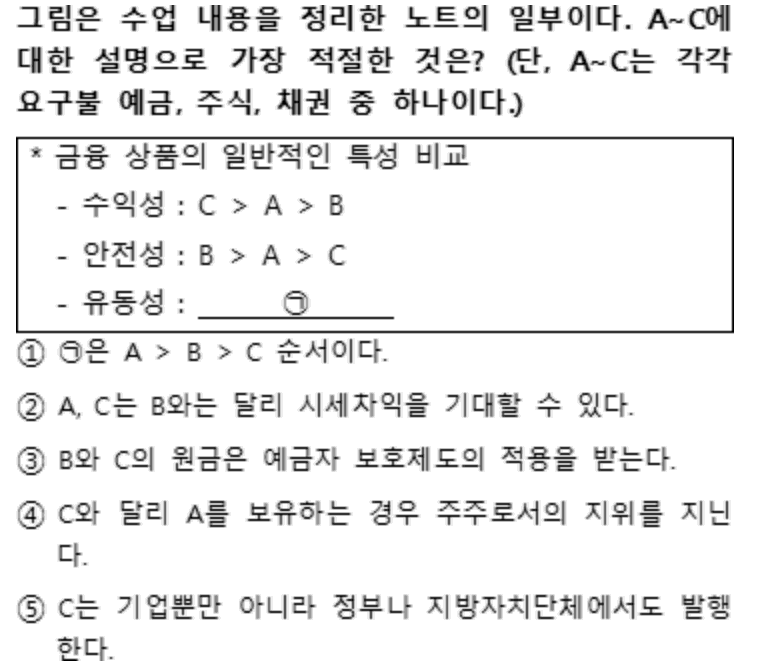 그림은 수업 내용을 정리한 노트의 일부이다. A~C에
대한 설명으로 가장 적절한 것은? (단, A~C는 각각
요구불 예금, 주식, 채권 중 하나이다.)
* 금융 상품의 일반적인 특성 비교
- 수익성 : C > A > B
- 안전성 : B > A > C
- 유동성 : ㉠
① ㉠은 A > B > C 순서이다.
② A, C는 B와는 달리 시세차익을 기대할 수 있다.
③ B와 C의 원금은 예금자 보호제도의 적용을 받는다.
④ C와 달리 A를 보유하는 경우 주주로서의 지위를 지닌
다.
⑤ C는 기업뿐만 아니라 정부나 지방자치단체에서도 발행
한다.